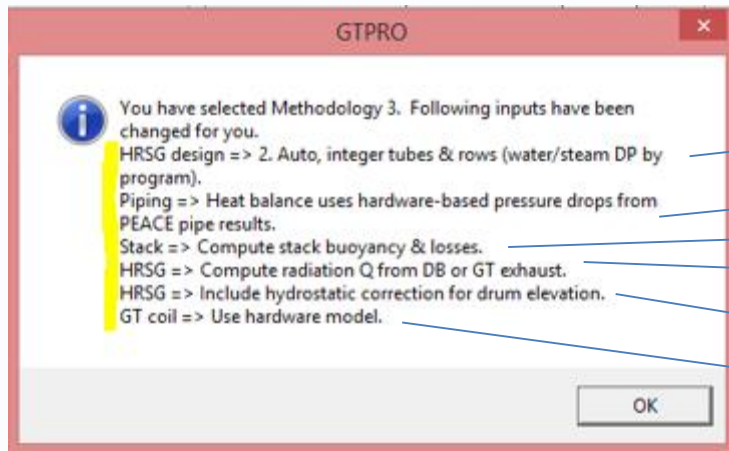 GTPRO
You have selected Methodology 3. Following inputs have been
changed for you.
HRSG design => 2. Auto, integer tubes & rows (water/steam DP by
program).
Piping => Heat balance uses hardware-based pressure drops from
PEACE pipe results.
Stack => Compute stack buoyancy & losses.
HRSG => Compute radiation Q from DB or GT exhaust.
HRSG => Include hydrostatic correction for drum elevation.
GT coil => Use hardware model.
OK